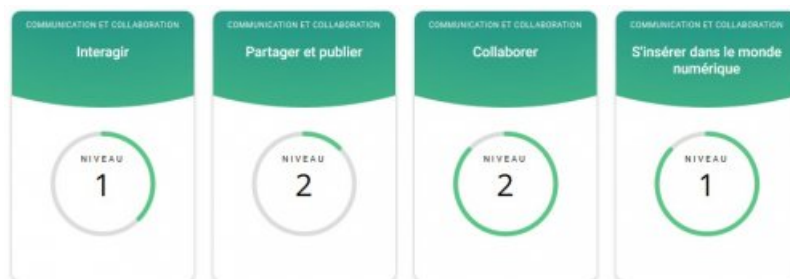 COMMUNICATION ET COLLABORATION
Interagir
NIVEAU
1
COMMUNICATION ET COLLABORATION
Partager et publier
NIVEAU
2
COMMUNICATION ET COLLABORATION
Collaborer
NIVEAU
2
COMMUNICATION ET COLLABORATION
S'insérer dans le monde
numérique
NIVEAU
1